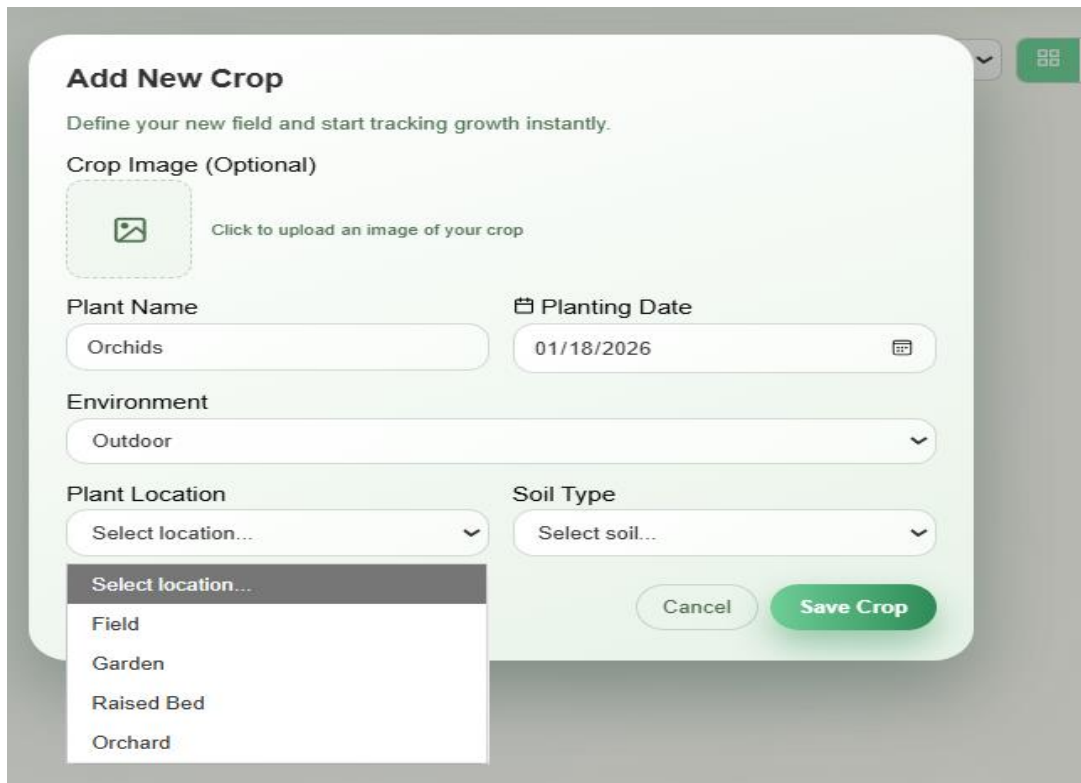 Add New Crop
Define your new field and start tracking growth instantly.
Crop Image (Optional)
Click to upload an image of your crop
Plant Name
Planting Date
Orchids
01/18/2026
Environment
Outdoor
Plant Location
Soil Type
Select location...
Select soil...
Select location...
Field
Garden
Raised Bed
Orchard
Cancel
Save Crop